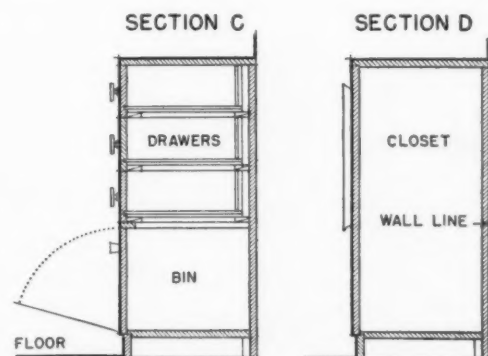 SECTION C
SECTION D
DRAWERS
CLOSET
WALL LINE
BIN
FLOOR